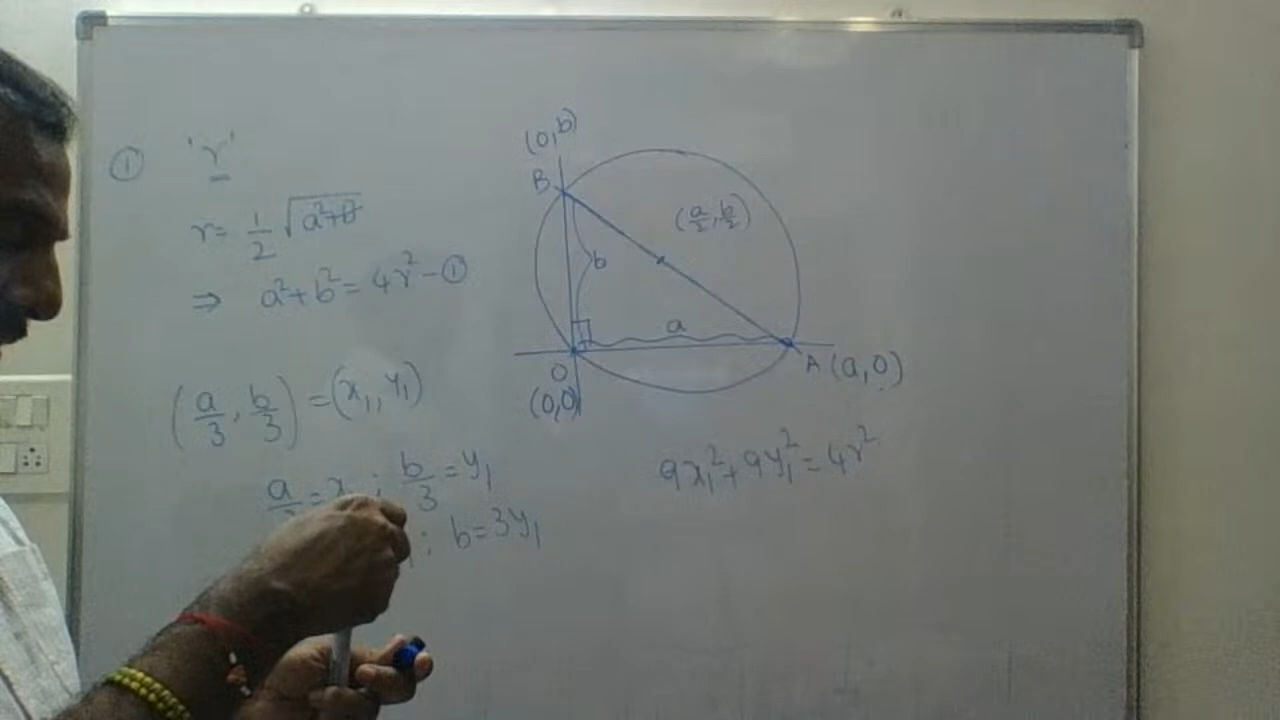 ① 'r'
r = 1/2 √(a²+b²)
⇒ a²+b² = 4r² – ①
(a/3, b/3) = (x₁, y₁)
a = x ; b/3 = y₁
; b = 3y₁
(0,b)
B
(a/2, b/2)
b
a
O
(0,0)
A (a,0)
9x₁² + 9y₁² = 4r²